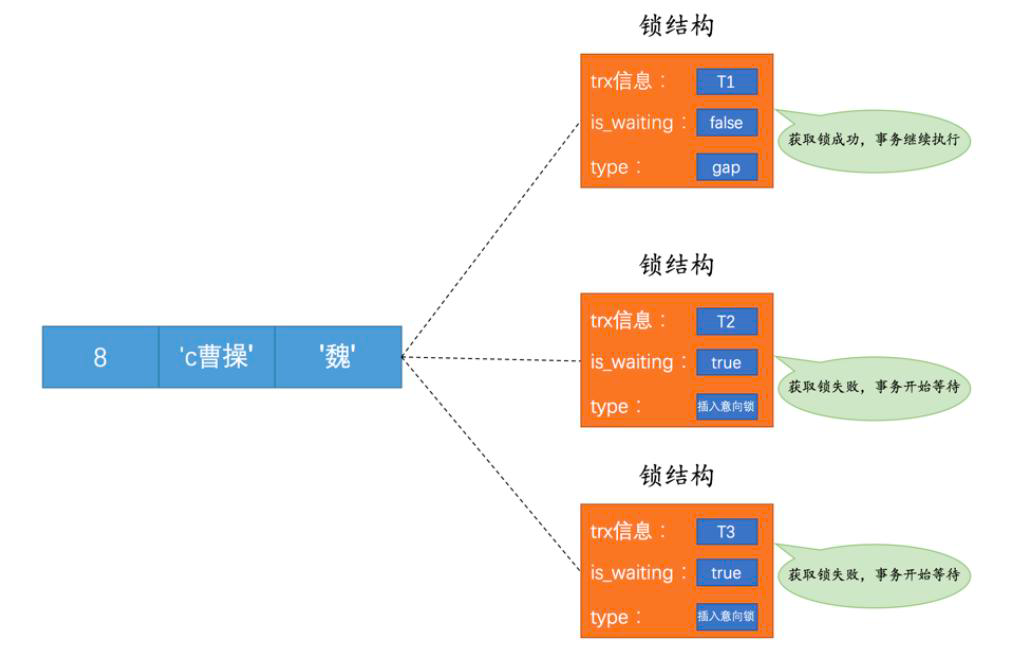 锁结构
trx信息： T1
is_waiting： false
type： gap
获取锁成功，事务继续执行
锁结构
trx信息： T2
is_waiting： true
type： 插入意向锁
获取锁失败，事务开始等待
8 'c曹操' '魏'
锁结构
trx信息： T3
is_waiting： true
type： 插入意向锁
获取锁失败，事务开始等待